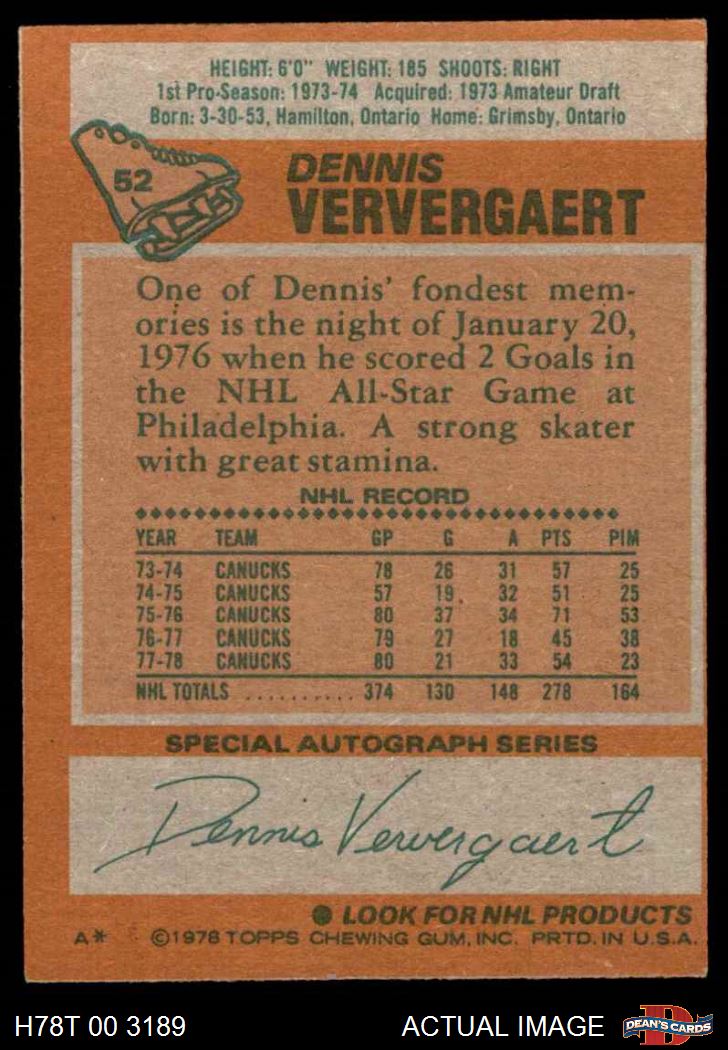 HEIGHT: 6'0" WEIGHT: 185 SHOOTS: RIGHT
1st Pro-Season: 1973-74 Acquired: 1973 Amateur Draft
Born: 3-30-53, Hamilton, Ontario Home: Grimsby, Ontario
52
DENNIS
VERVERGAERT
One of Dennis' fondest mem-
ories is the night of January 20,
1976 when he scored 2 Goals in
the NHL All-Star Game at
Philadelphia. A strong skater
with great stamina.
NHL RECORD
YEAR TEAM GP G A PTS PIM
73-74 CANUCKS 78 26 31 57 25
74-75 CANUCKS 57 19 32 51 25
75-76 CANUCKS 80 37 34 71 53
76-77 CANUCKS 79 27 18 45 38
77-78 CANUCKS 80 21 33 54 23
NHL TOTALS .......... 374 130 148 278 164
SPECIAL AUTOGRAPH SERIES
Dennis Ververgaert
● LOOK FOR NHL PRODUCTS
A* ©1978 TOPPS CHEWING GUM, INC. PRTD. IN U.S.A.
H78T 00 3189 ACTUAL IMAGE D DEAN'S CARDS